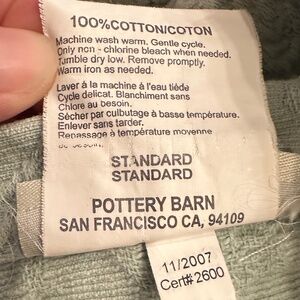 100%COTTON/COTON
Machine wash warm. Gentle cycle.
Only non - chlorine bleach when needed.
Tumble dry low. Remove promptly.
Warm iron as needed.
Laver à la machine à l'eau tiède
Cycle delicat. Blanchiment sans
Chlore au besoin.
Sécher par culbutage à basse température.
Enlever sans tarder.
Repassage à température moyenne
au besoin.
STANDARD
STANDARD
POTTERY BARN
SAN FRANCISCO CA, 94109
11/2007
Cert# 2600